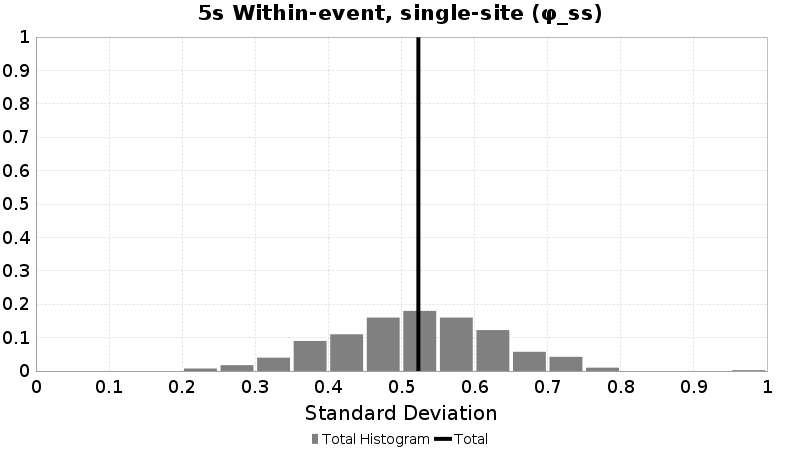 5s Within-event, single-site (φ_ss)
1
0.9
0.8
0.7
0.6
0.5
0.4
0.3
0.2
0.1
0
0 0.1 0.2 0.3 0.4 0.5 0.6 0.7 0.8 0.9 1
Standard Deviation
Total Histogram Total